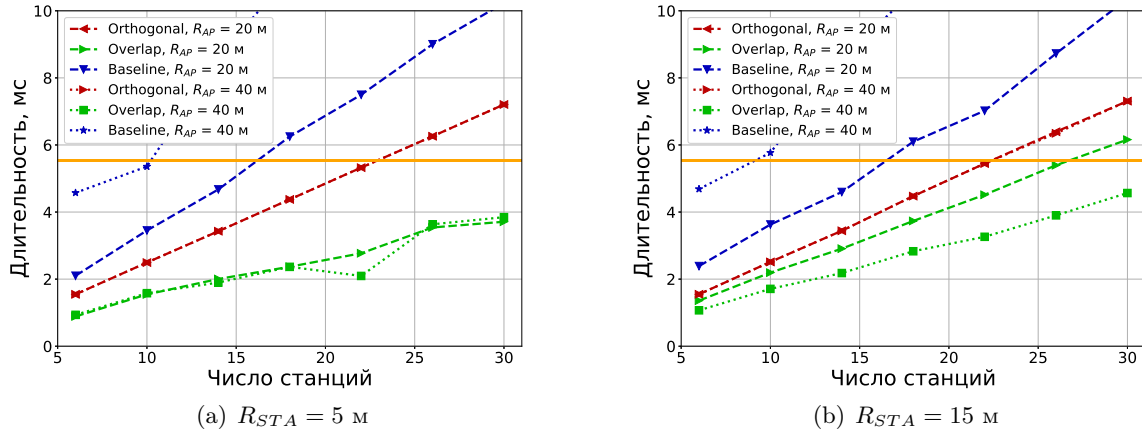 Длительность, мс
10
8
6
4
2
0
Orthogonal, R_AP = 20 м
Overlap, R_AP = 20 м
Baseline, R_AP = 20 м
Orthogonal, R_AP = 40 м
Overlap, R_AP = 40 м
Baseline, R_AP = 40 м
5 10 15 20 25 30
Число станций
(a) R_STA = 5 м
Длительность, мс
10
8
6
4
2
0
Orthogonal, R_AP = 20 м
Overlap, R_AP = 20 м
Baseline, R_AP = 20 м
Orthogonal, R_AP = 40 м
Overlap, R_AP = 40 м
Baseline, R_AP = 40 м
5 10 15 20 25 30
Число станций
(b) R_STA = 15 м